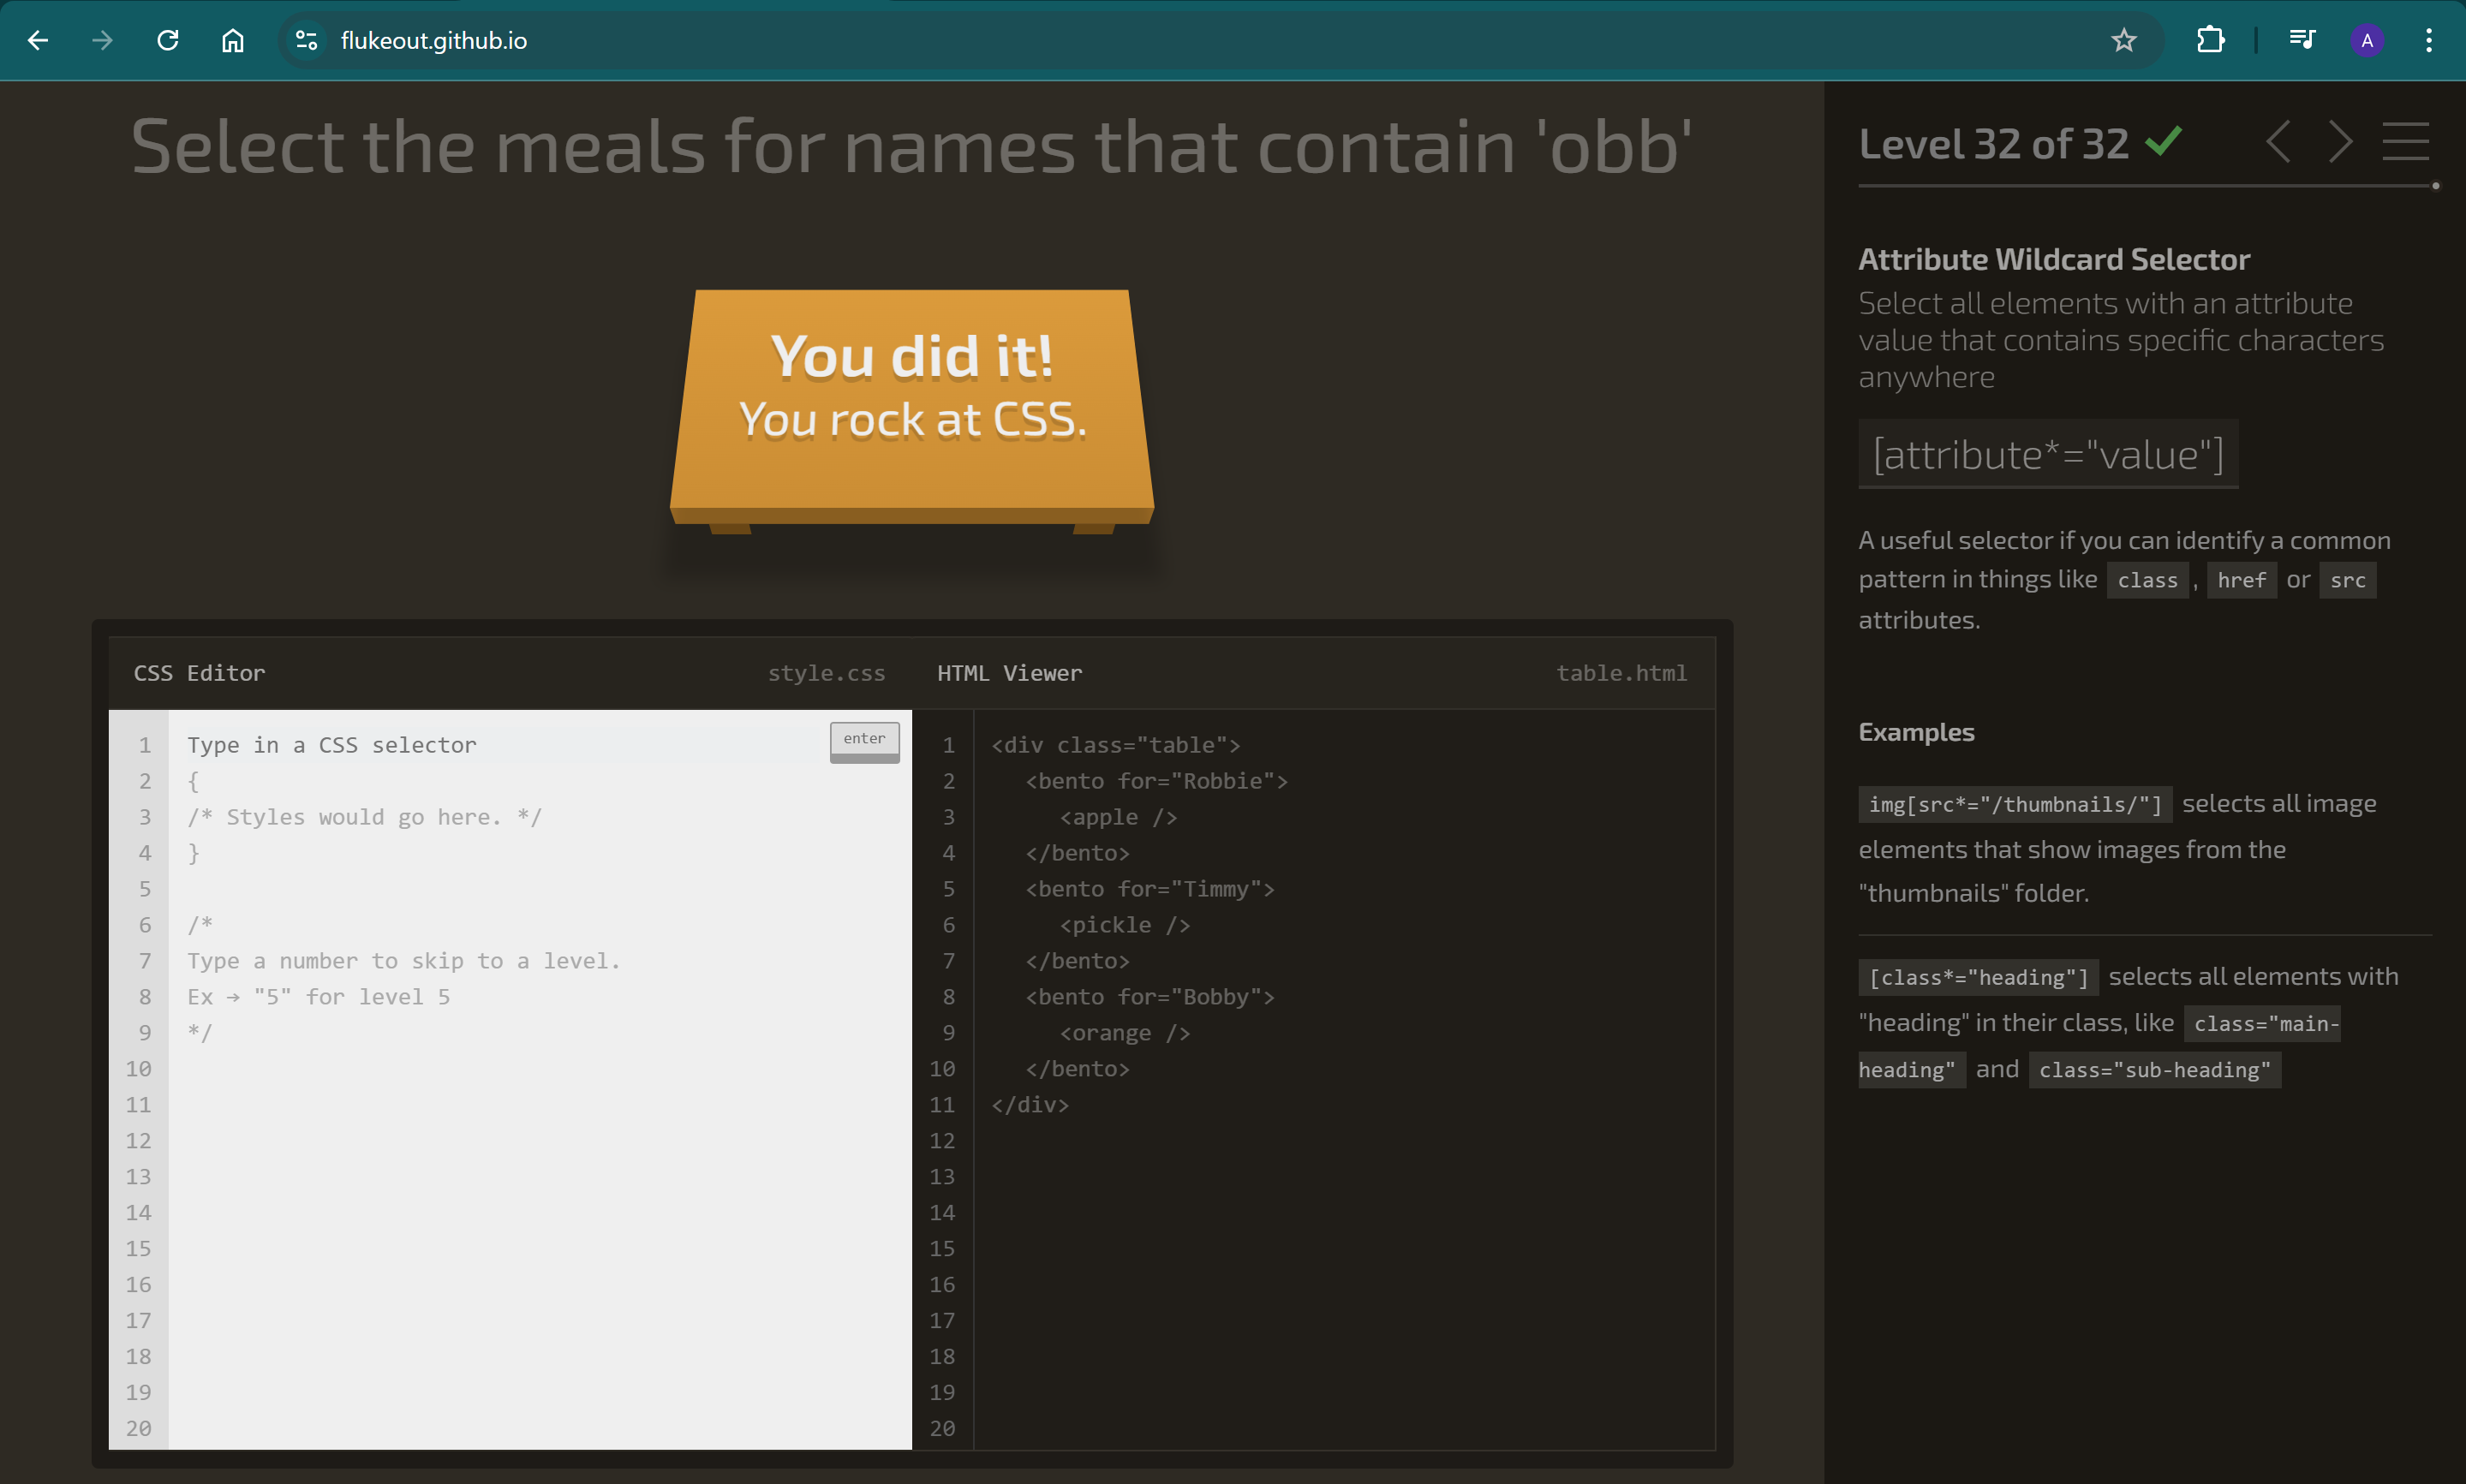 flukeout.github.io
A
Select the meals for names that contain 'obb'
You did it!
You rock at CSS.
CSS Editor
style.css
1 Type in a CSS selector
enter
2 {
3 /* Styles would go here. */
4 }
5
6 /*
7 Type a number to skip to a level.
8 Ex → "5" for level 5
9 */
10
11
12
13
14
15
16
17
18
19
20
HTML Viewer
table.html
1 <div class="table">
2 <bento for="Robbie">
3 <apple />
4 </bento>
5 <bento for="Timmy">
6 <pickle />
7 </bento>
8 <bento for="Bobby">
9 <orange />
10 </bento>
11 </div>
12
13
14
15
16
17
18
19
20
Level 32 of 32
Attribute Wildcard Selector
Select all elements with an attribute
value that contains specific characters
anywhere
[attribute*="value"]
A useful selector if you can identify a common
pattern in things like class , href or src
attributes.
Examples
img[src*="/thumbnails/"] selects all image
elements that show images from the
"thumbnails" folder.
[class*="heading"] selects all elements with
"heading" in their class, like class="main-
heading" and class="sub-heading"